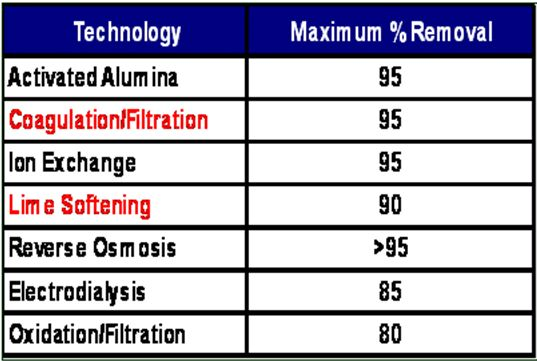 Technology Maximum % Removal
Activated Alumina 95
Coagulation/Filtration 95
Ion Exchange 95
Lime Softening 90
Reverse Osmosis >95
Electrodialysis 85
Oxidation/Filtration 80